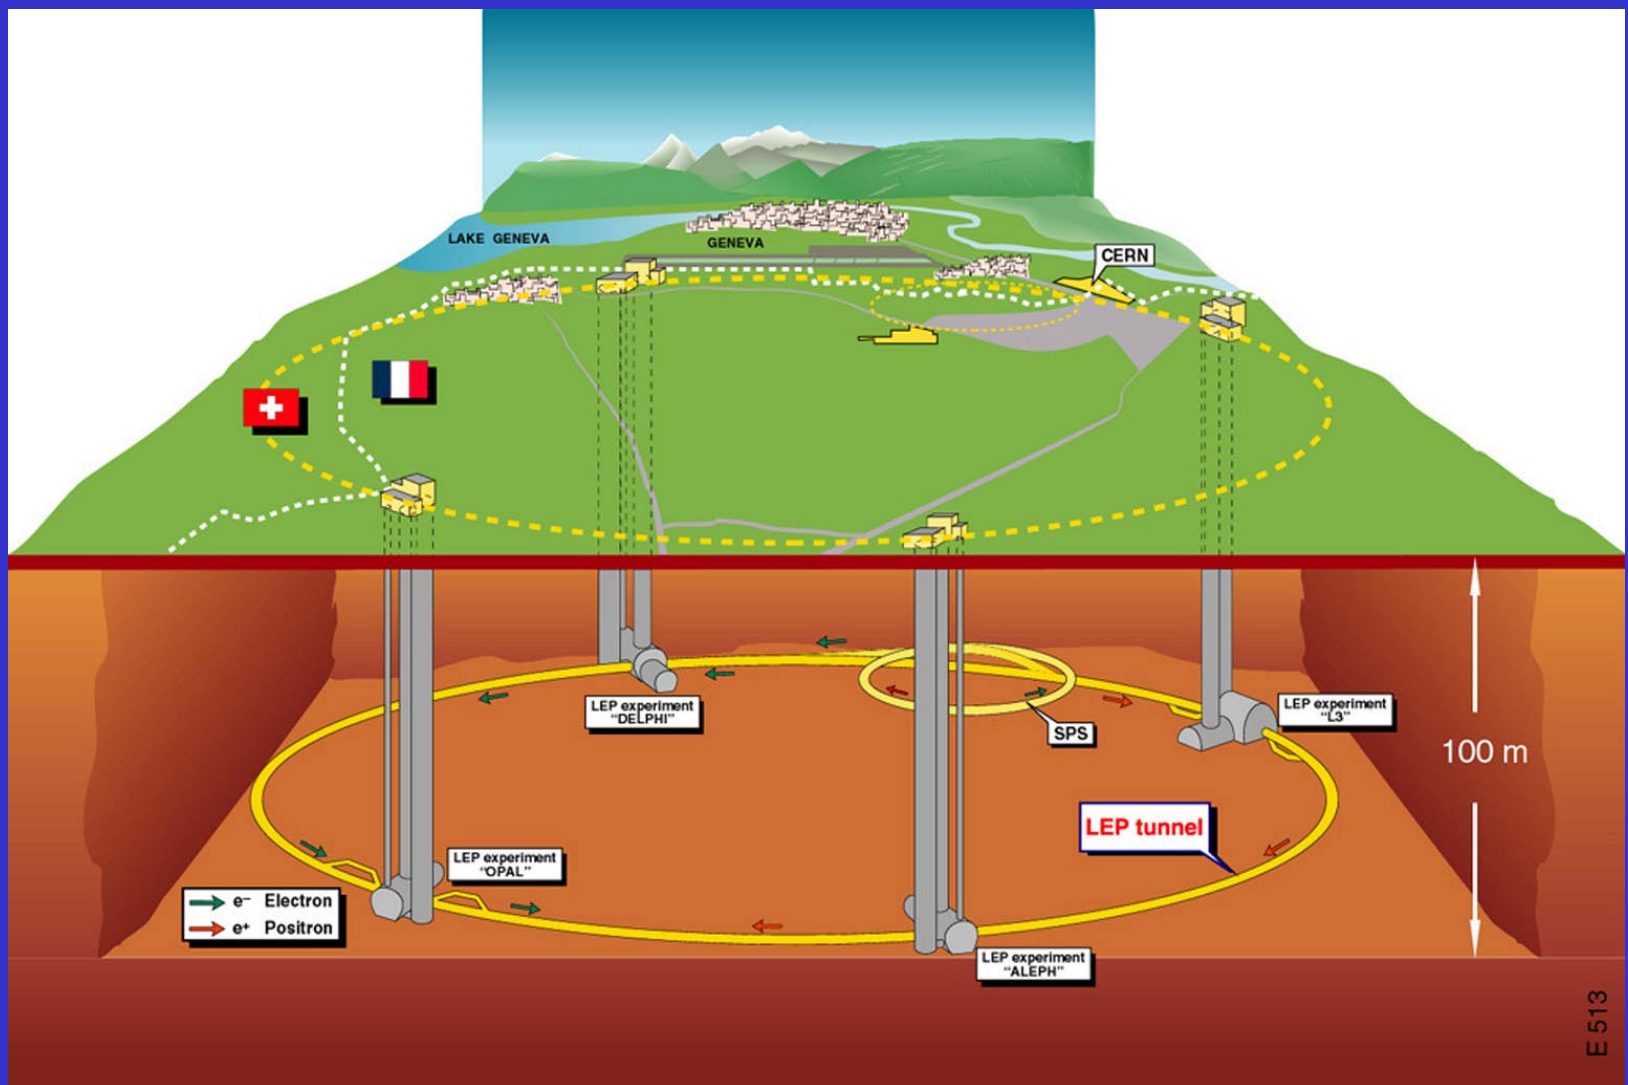 LAKE GENEVA
GENEVA
CERN
LEP experiment
"DELPHI"
SPS
LEP experiment
"L3"
100 m
LEP tunnel
LEP experiment
"OPAL"
e⁻ Electron
e⁺ Positron
LEP experiment
"ALEPH"
E 513